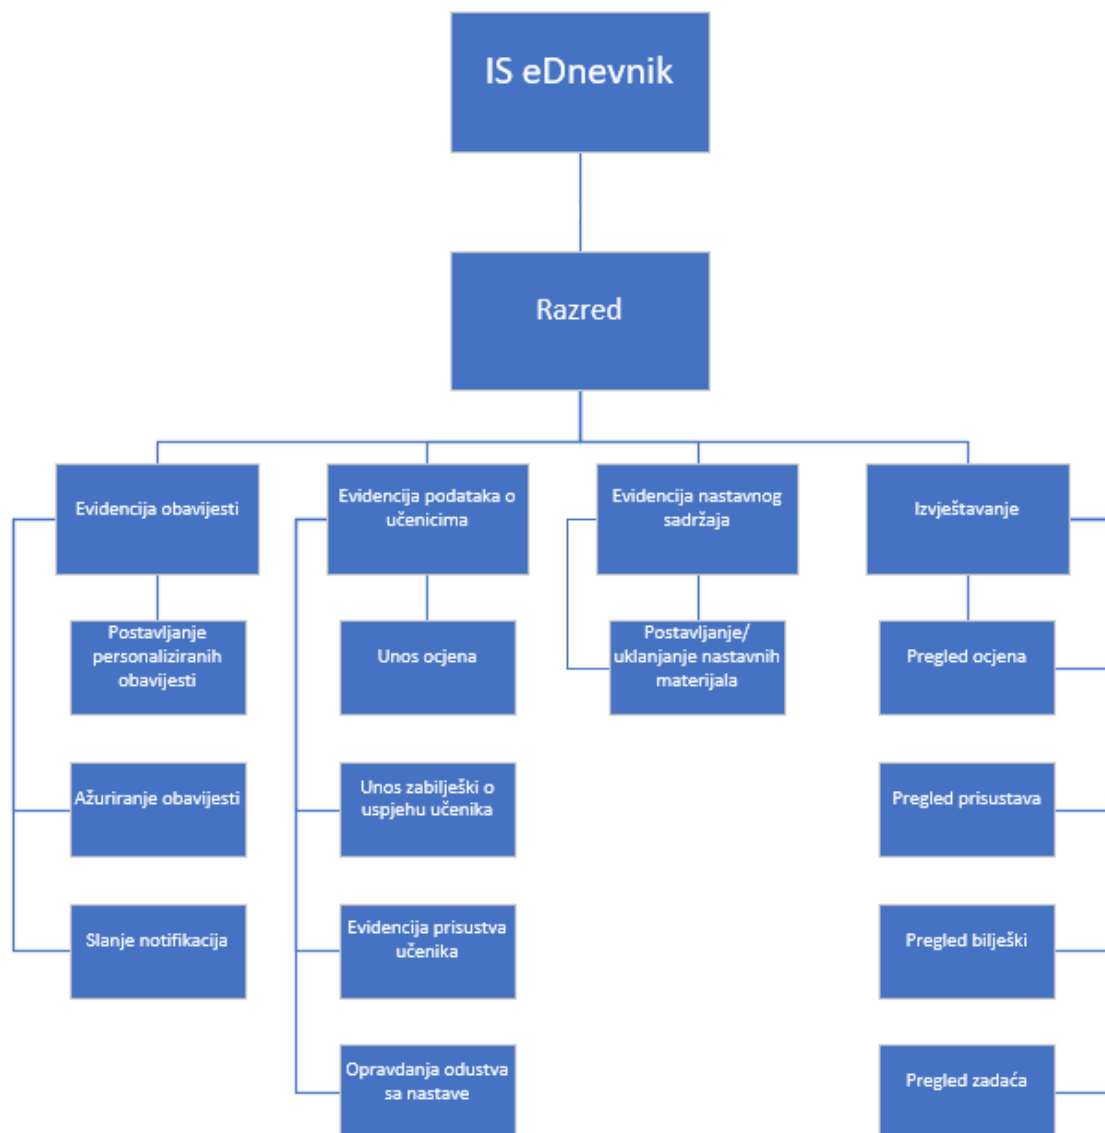 IS eDnevnik
Razred
Evidencija obavijesti
Evidencija podataka o
učenicima
Evidencija nastavnog
sadržaja
Izvještavanje
Postavljanje
personaliziranih
obavijesti
Unos ocjena
Postavljanje/
uklanjanje nastavnih
materijala
Pregled ocjena
Ažuriranje obavijesti
Unos zabilješki o
uspjehu učenika
Pregled prisustava
Slanje notifikacija
Evidencija prisustva
učenika
Pregled bilješki
Opravdanja odustva
sa nastave
Pregled zadaća